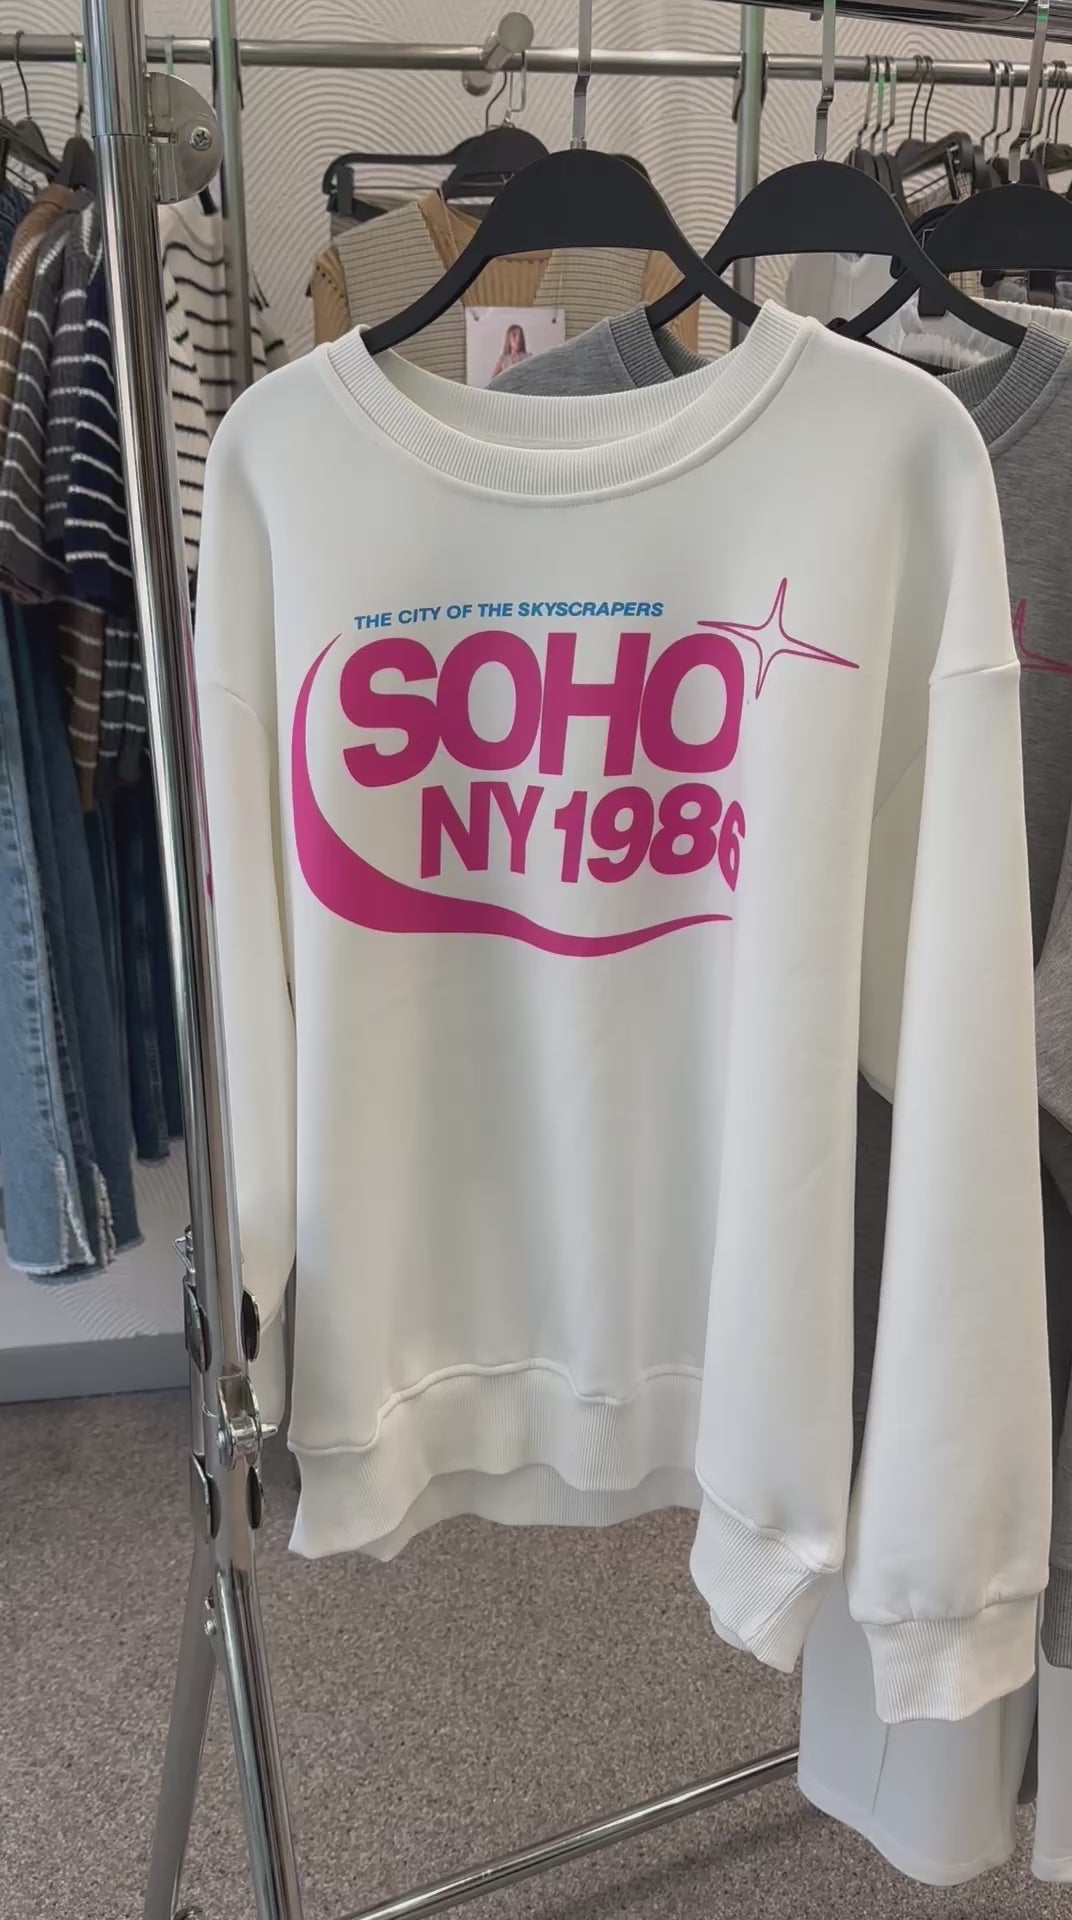 THE CITY OF THE SKYSCRAPERS
SOHO
NY 1986